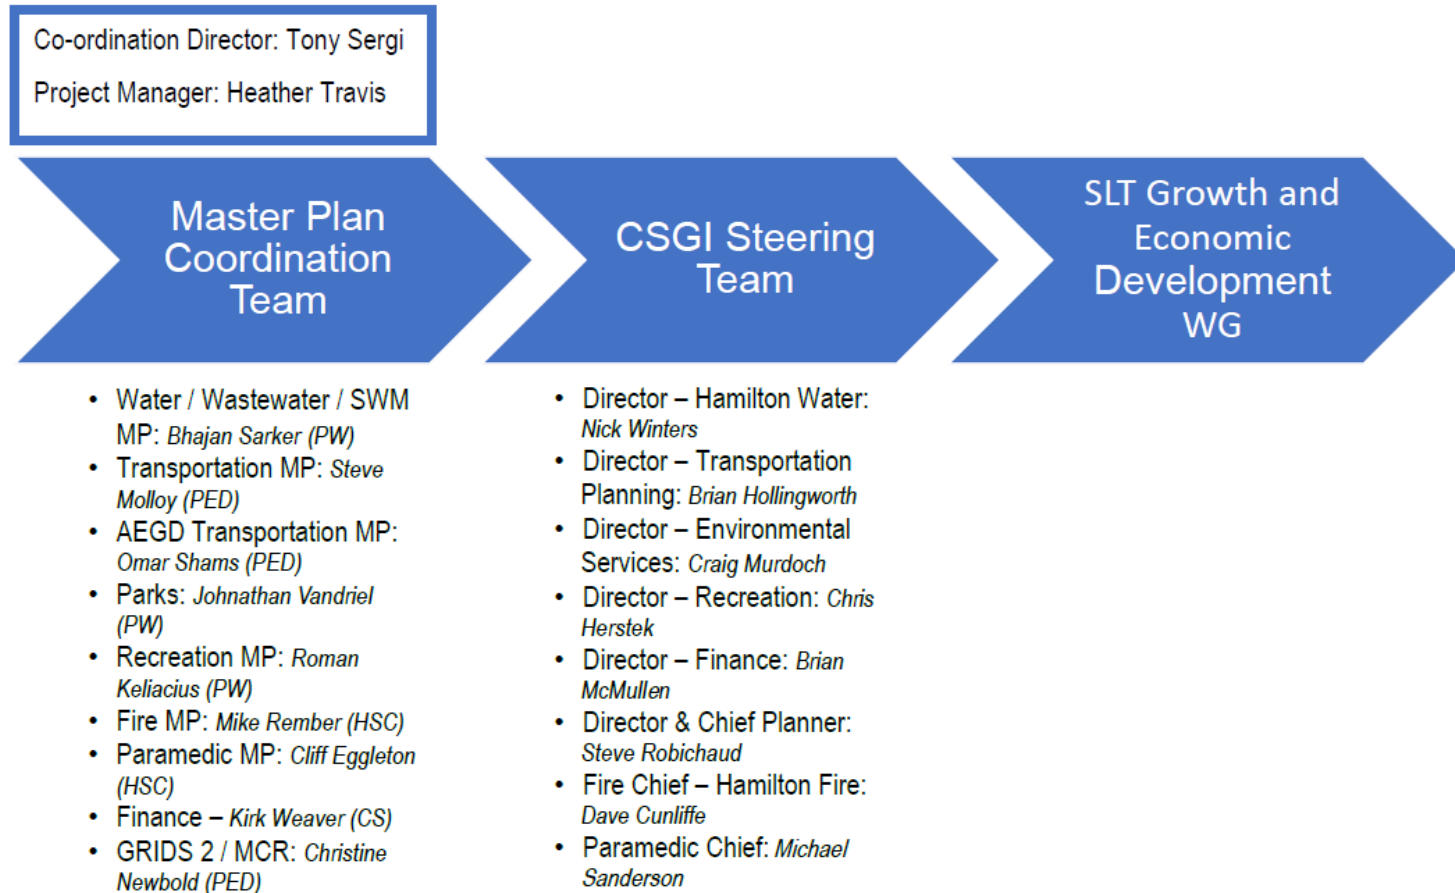 Co-ordination Director: Tony Sergi
Project Manager: Heather Travis
Master Plan
Coordination
Team
CSGI Steering
Team
SLT Growth and
Economic
Development
WG
• Water / Wastewater / SWM
MP: Bhajan Sarker (PW)
• Transportation MP: Steve
Molloy (PED)
• AEGD Transportation MP:
Omar Shams (PED)
• Parks: Johnathan Vandriel
(PW)
• Recreation MP: Roman
Keliacius (PW)
• Fire MP: Mike Rember (HSC)
• Paramedic MP: Cliff Eggleton
(HSC)
• Finance – Kirk Weaver (CS)
• GRIDS 2 / MCR: Christine
Newbold (PED)
• Director – Hamilton Water:
Nick Winters
• Director – Transportation
Planning: Brian Hollingworth
• Director – Environmental
Services: Craig Murdoch
• Director – Recreation: Chris
Herstek
• Director – Finance: Brian
McMullen
• Director & Chief Planner:
Steve Robichaud
• Fire Chief – Hamilton Fire:
Dave Cunliffe
• Paramedic Chief: Michael
Sanderson